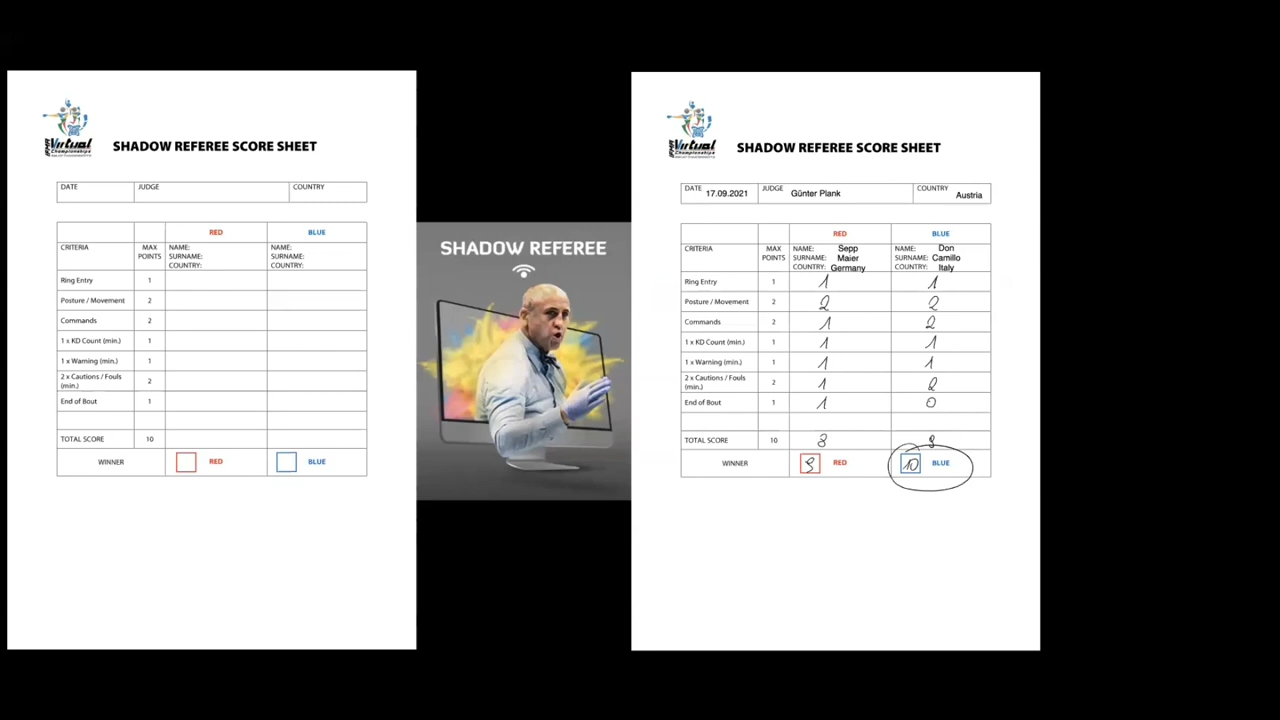 Virtual
Championships
SHADOW REFEREE SCORE SHEET
DATE JUDGE COUNTRY
RED BLUE
CRITERIA MAX POINTS NAME: SURNAME: COUNTRY: NAME: SURNAME: COUNTRY:
Ring Entry 1
Posture / Movement 2
Commands 2
1 x KD Count (min.) 1
1 x Warning (min.) 1
2 x Cautions / Fouls (min.) 2
End of Bout 1
TOTAL SCORE 10
WINNER RED BLUE
SHADOW REFEREE
Virtual
Championships
SHADOW REFEREE SCORE SHEET
DATE 17.09.2021 JUDGE Günter Plank COUNTRY Austria
RED BLUE
CRITERIA MAX POINTS NAME: Sepp SURNAME: Maier COUNTRY: Germany NAME: Don SURNAME: Camillo COUNTRY: Italy
Ring Entry 1 1 1
Posture / Movement 2 2 2
Commands 2 1 2
1 x KD Count (min.) 1 1 1
1 x Warning (min.) 1 1 1
2 x Cautions / Fouls (min.) 2 1 2
End of Bout 1 1 0
TOTAL SCORE 10 8 9
WINNER 9 RED 10 BLUE